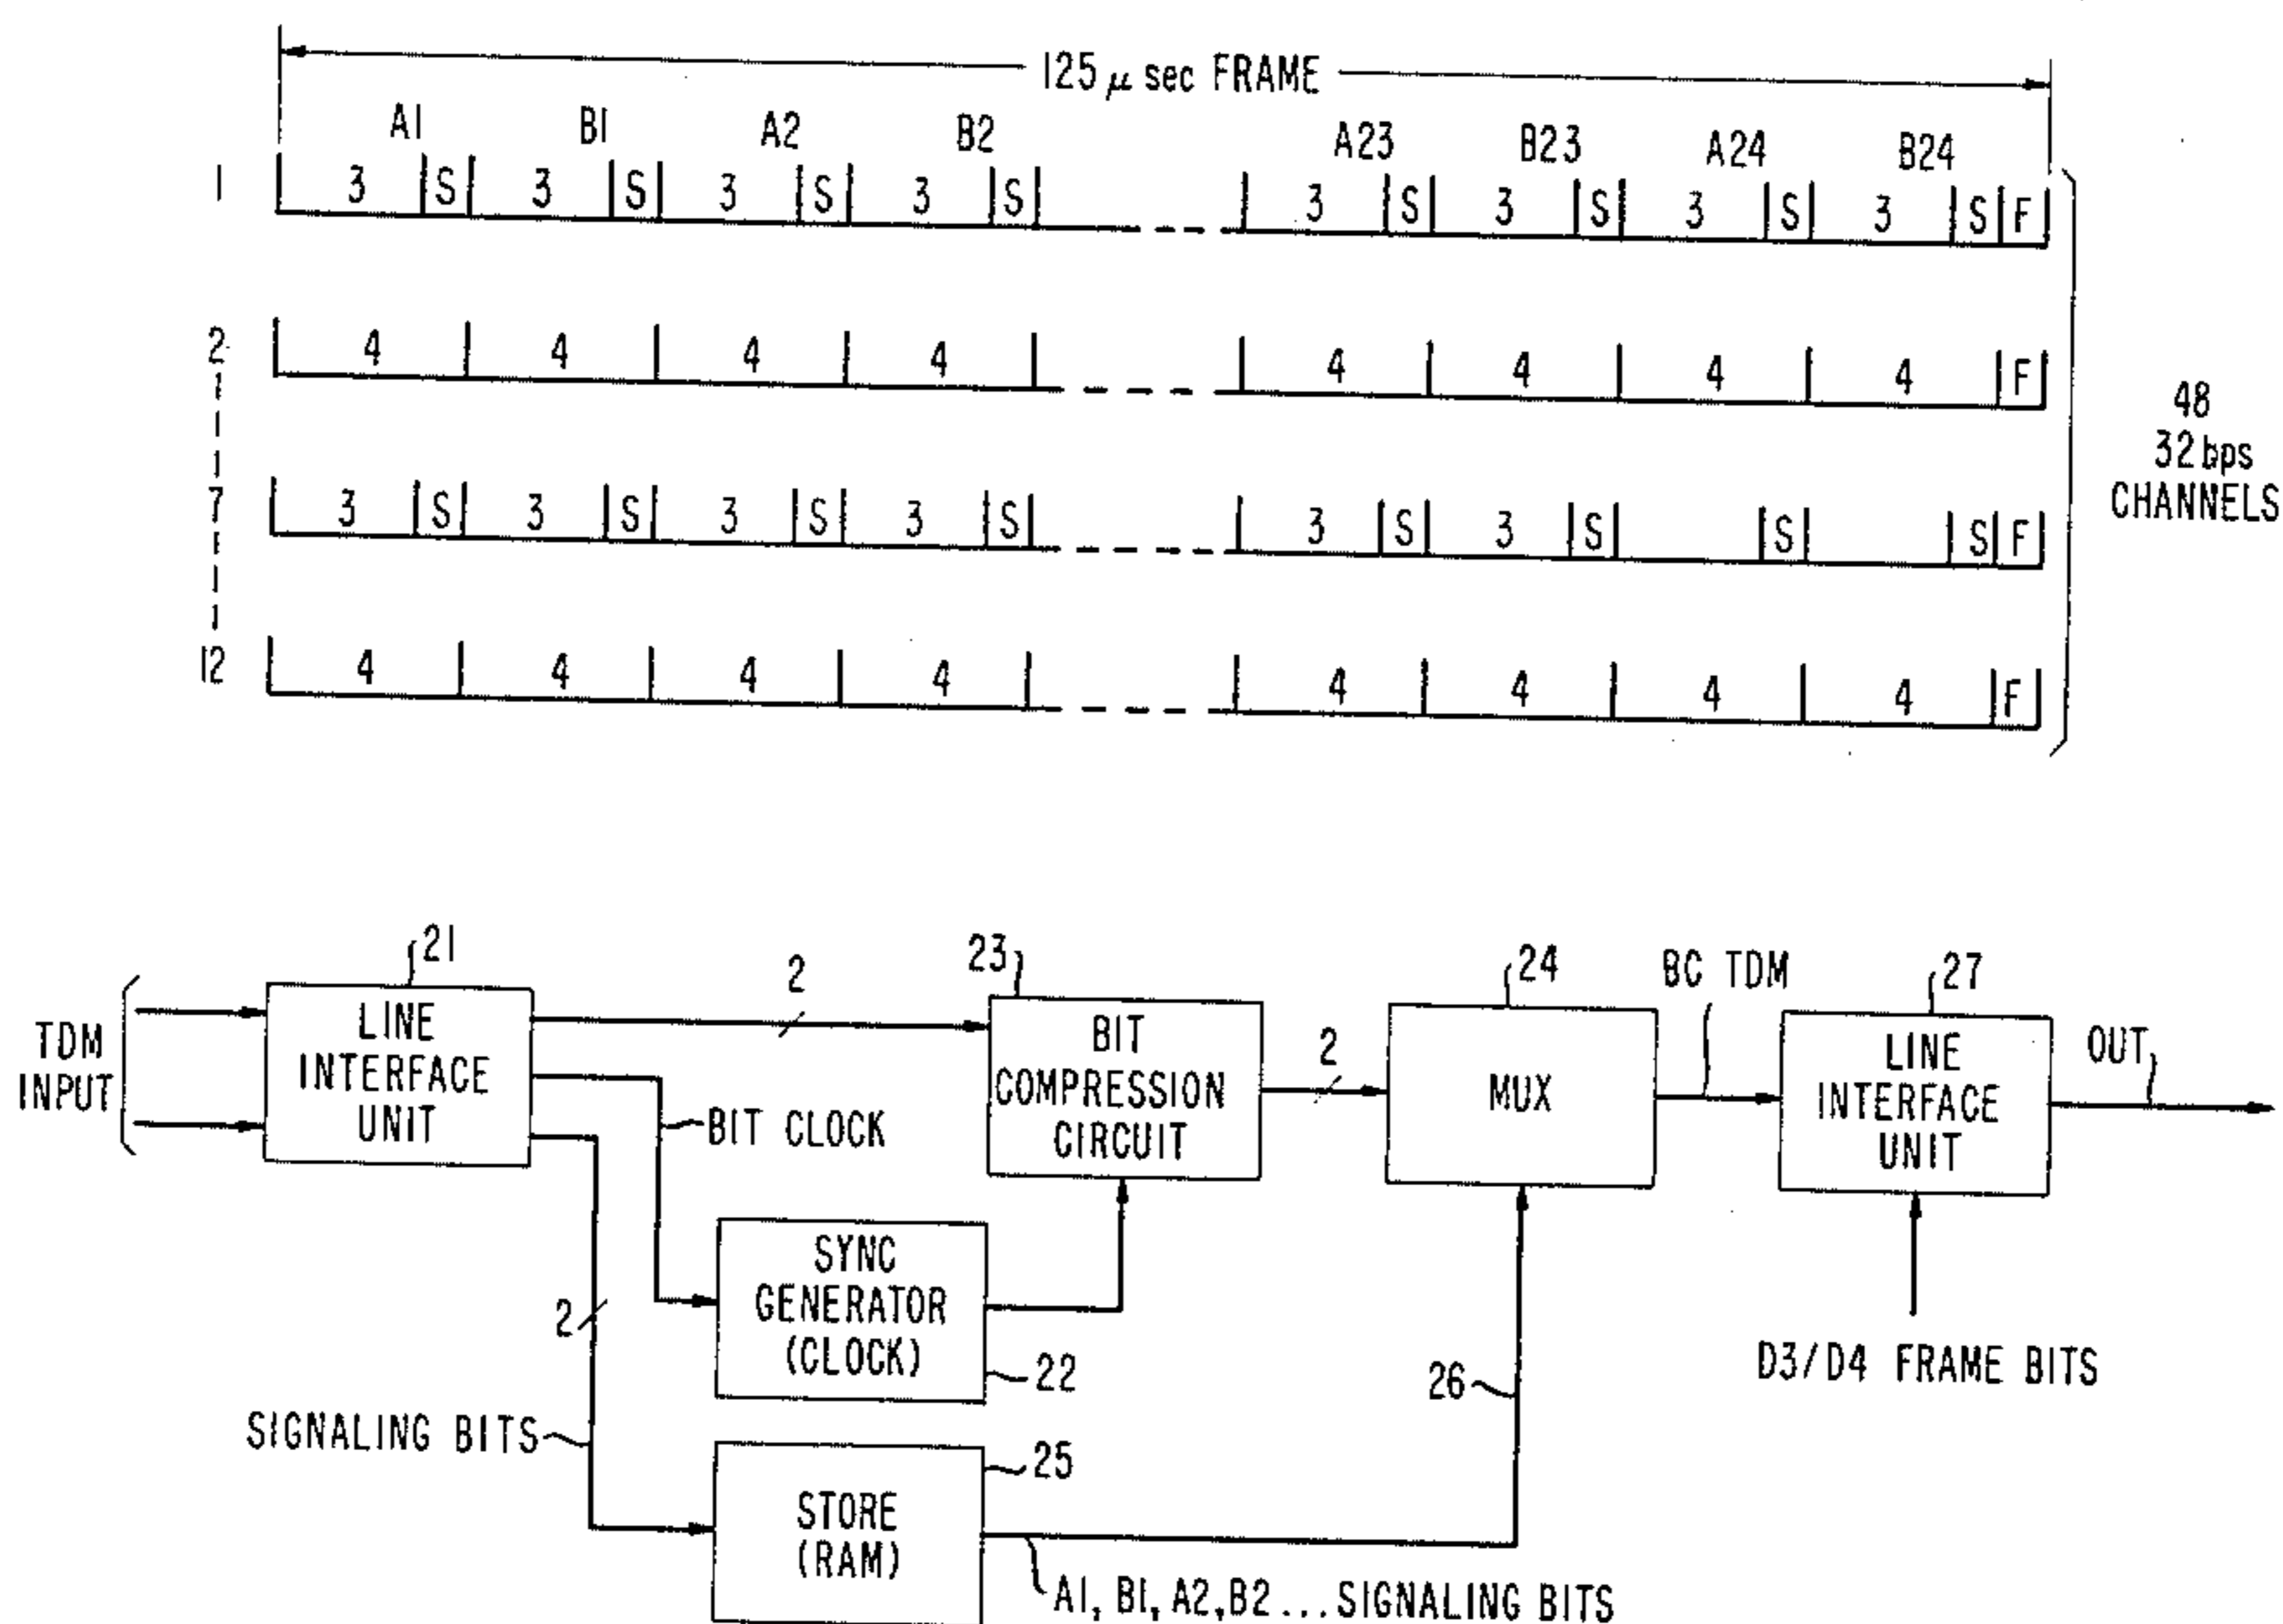 125 μ sec FRAME
A1 B1 A2 B2 A23 B23 A24 B24
1 3 S 3 S 3 S 3 S 3 S 3 S 3 S 3 S F
2 4 4 4 4 4 4 4 4 F
7 3 S 3 S 3 S 3 S 3 S 3 S S S F
12 4 4 4 4 4 4 4 4 F
48
32 bps
CHANNELS
TDM
INPUT
21
LINE
INTERFACE
UNIT
2
BIT CLOCK
23
BIT
COMPRESSION
CIRCUIT
2
24
MUX
BC TDM
27
LINE
INTERFACE
UNIT
OUT
SYNC
GENERATOR
(CLOCK)
22
2
SIGNALING BITS
25
STORE
(RAM)
26
D3/D4 FRAME BITS
A1, B1, A2, B2 ... SIGNALING BITS